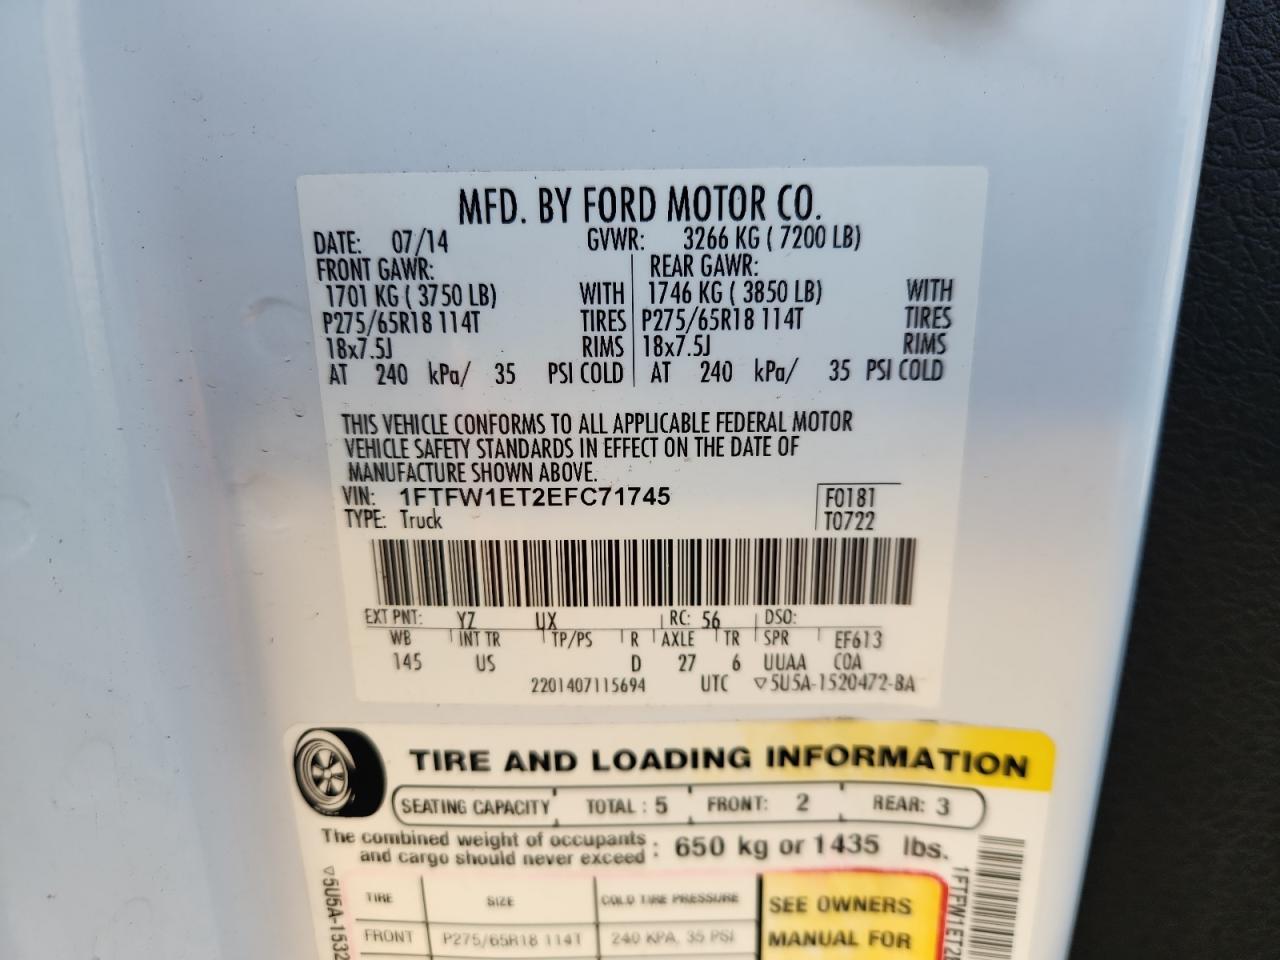 MFD. BY FORD MOTOR CO.
DATE: 07/14 GVWR: 3266 KG ( 7200 LB)
FRONT GAWR: REAR GAWR:
1701 KG ( 3750 LB) WITH 1746 KG ( 3850 LB) WITH
P275/65R18 114T TIRES P275/65R18 114T TIRES
18x7.5J RIMS 18x7.5J RIMS
AT 240 kPa/ 35 PSI COLD AT 240 kPa/ 35 PSI COLD
THIS VEHICLE CONFORMS TO ALL APPLICABLE FEDERAL MOTOR
VEHICLE SAFETY STANDARDS IN EFFECT ON THE DATE OF
MANUFACTURE SHOWN ABOVE.
VIN: 1FTFW1ET2EFC71745 F0181
TYPE: Truck T0722
EXT PNT: YZ UX RC: 56 DSO:
WB INT TR TP/PS R AXLE TR SPR EF613
145 US D 27 6 UUAA COA
2201407115694 UTC ▽5U5A-1520472-BA
TIRE AND LOADING INFORMATION
SEATING CAPACITY TOTAL : 5 FRONT: 2 REAR: 3
The combined weight of occupants
and cargo should never exceed : 650 kg or 1435 lbs.
TIRE SIZE COLD TIRE PRESSURE SEE OWNERS
FRONT P275/65R18 114T 240 KPA, 35 PSI MANUAL FOR
▽5U5A-1532
1FTFW1ET2